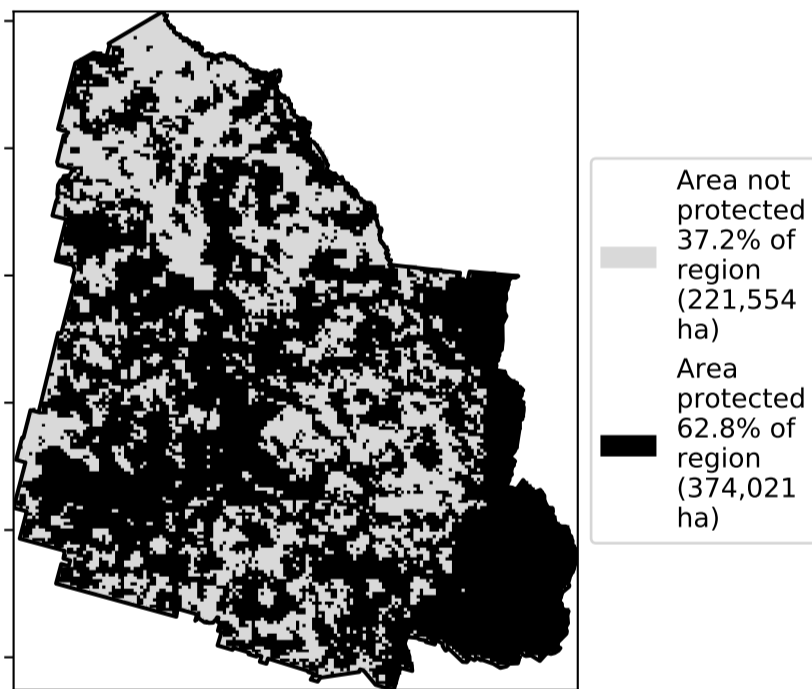 Area not
protected
37.2% of
region
(221,554
ha)
Area
protected
62.8% of
region
(374,021
ha)